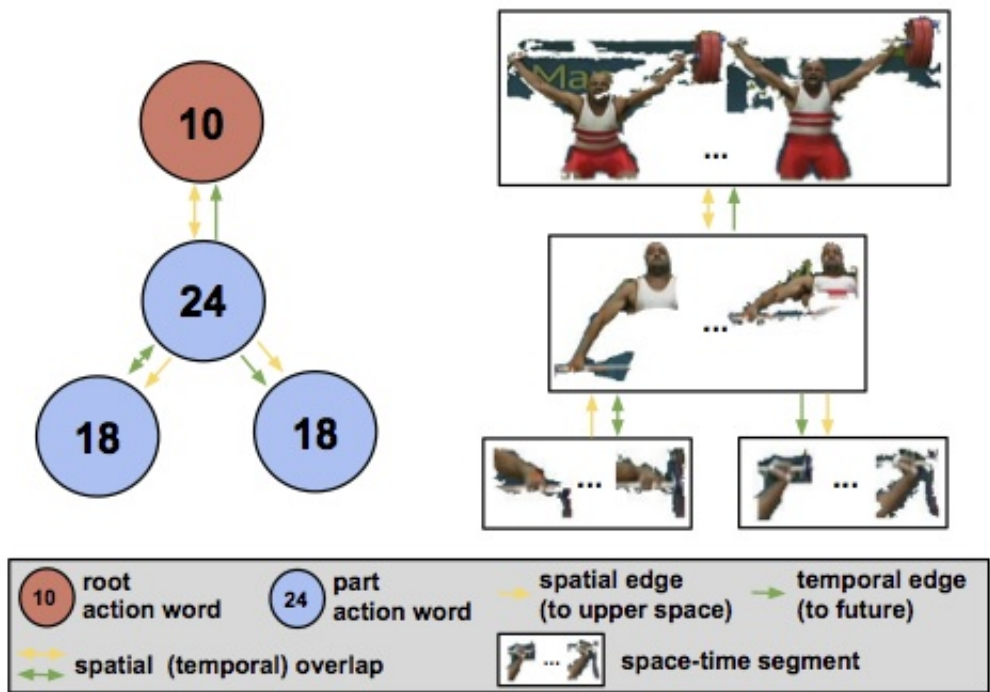 10
Mar
...
24
...
18
18
...
...
10
root
action word
24
part
action word
spatial edge
(to upper space)
temporal edge
(to future)
spatial (temporal) overlap
...
space-time segment